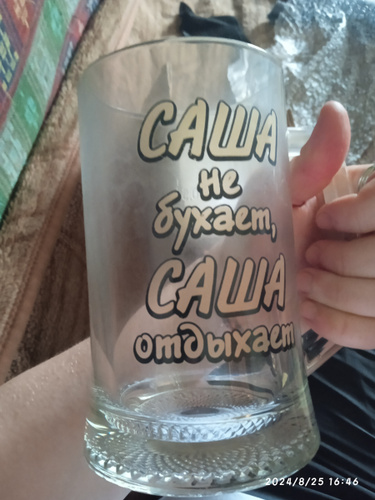 САША
не
бухает,
САША
отдыхает
2024/8/25 16:46